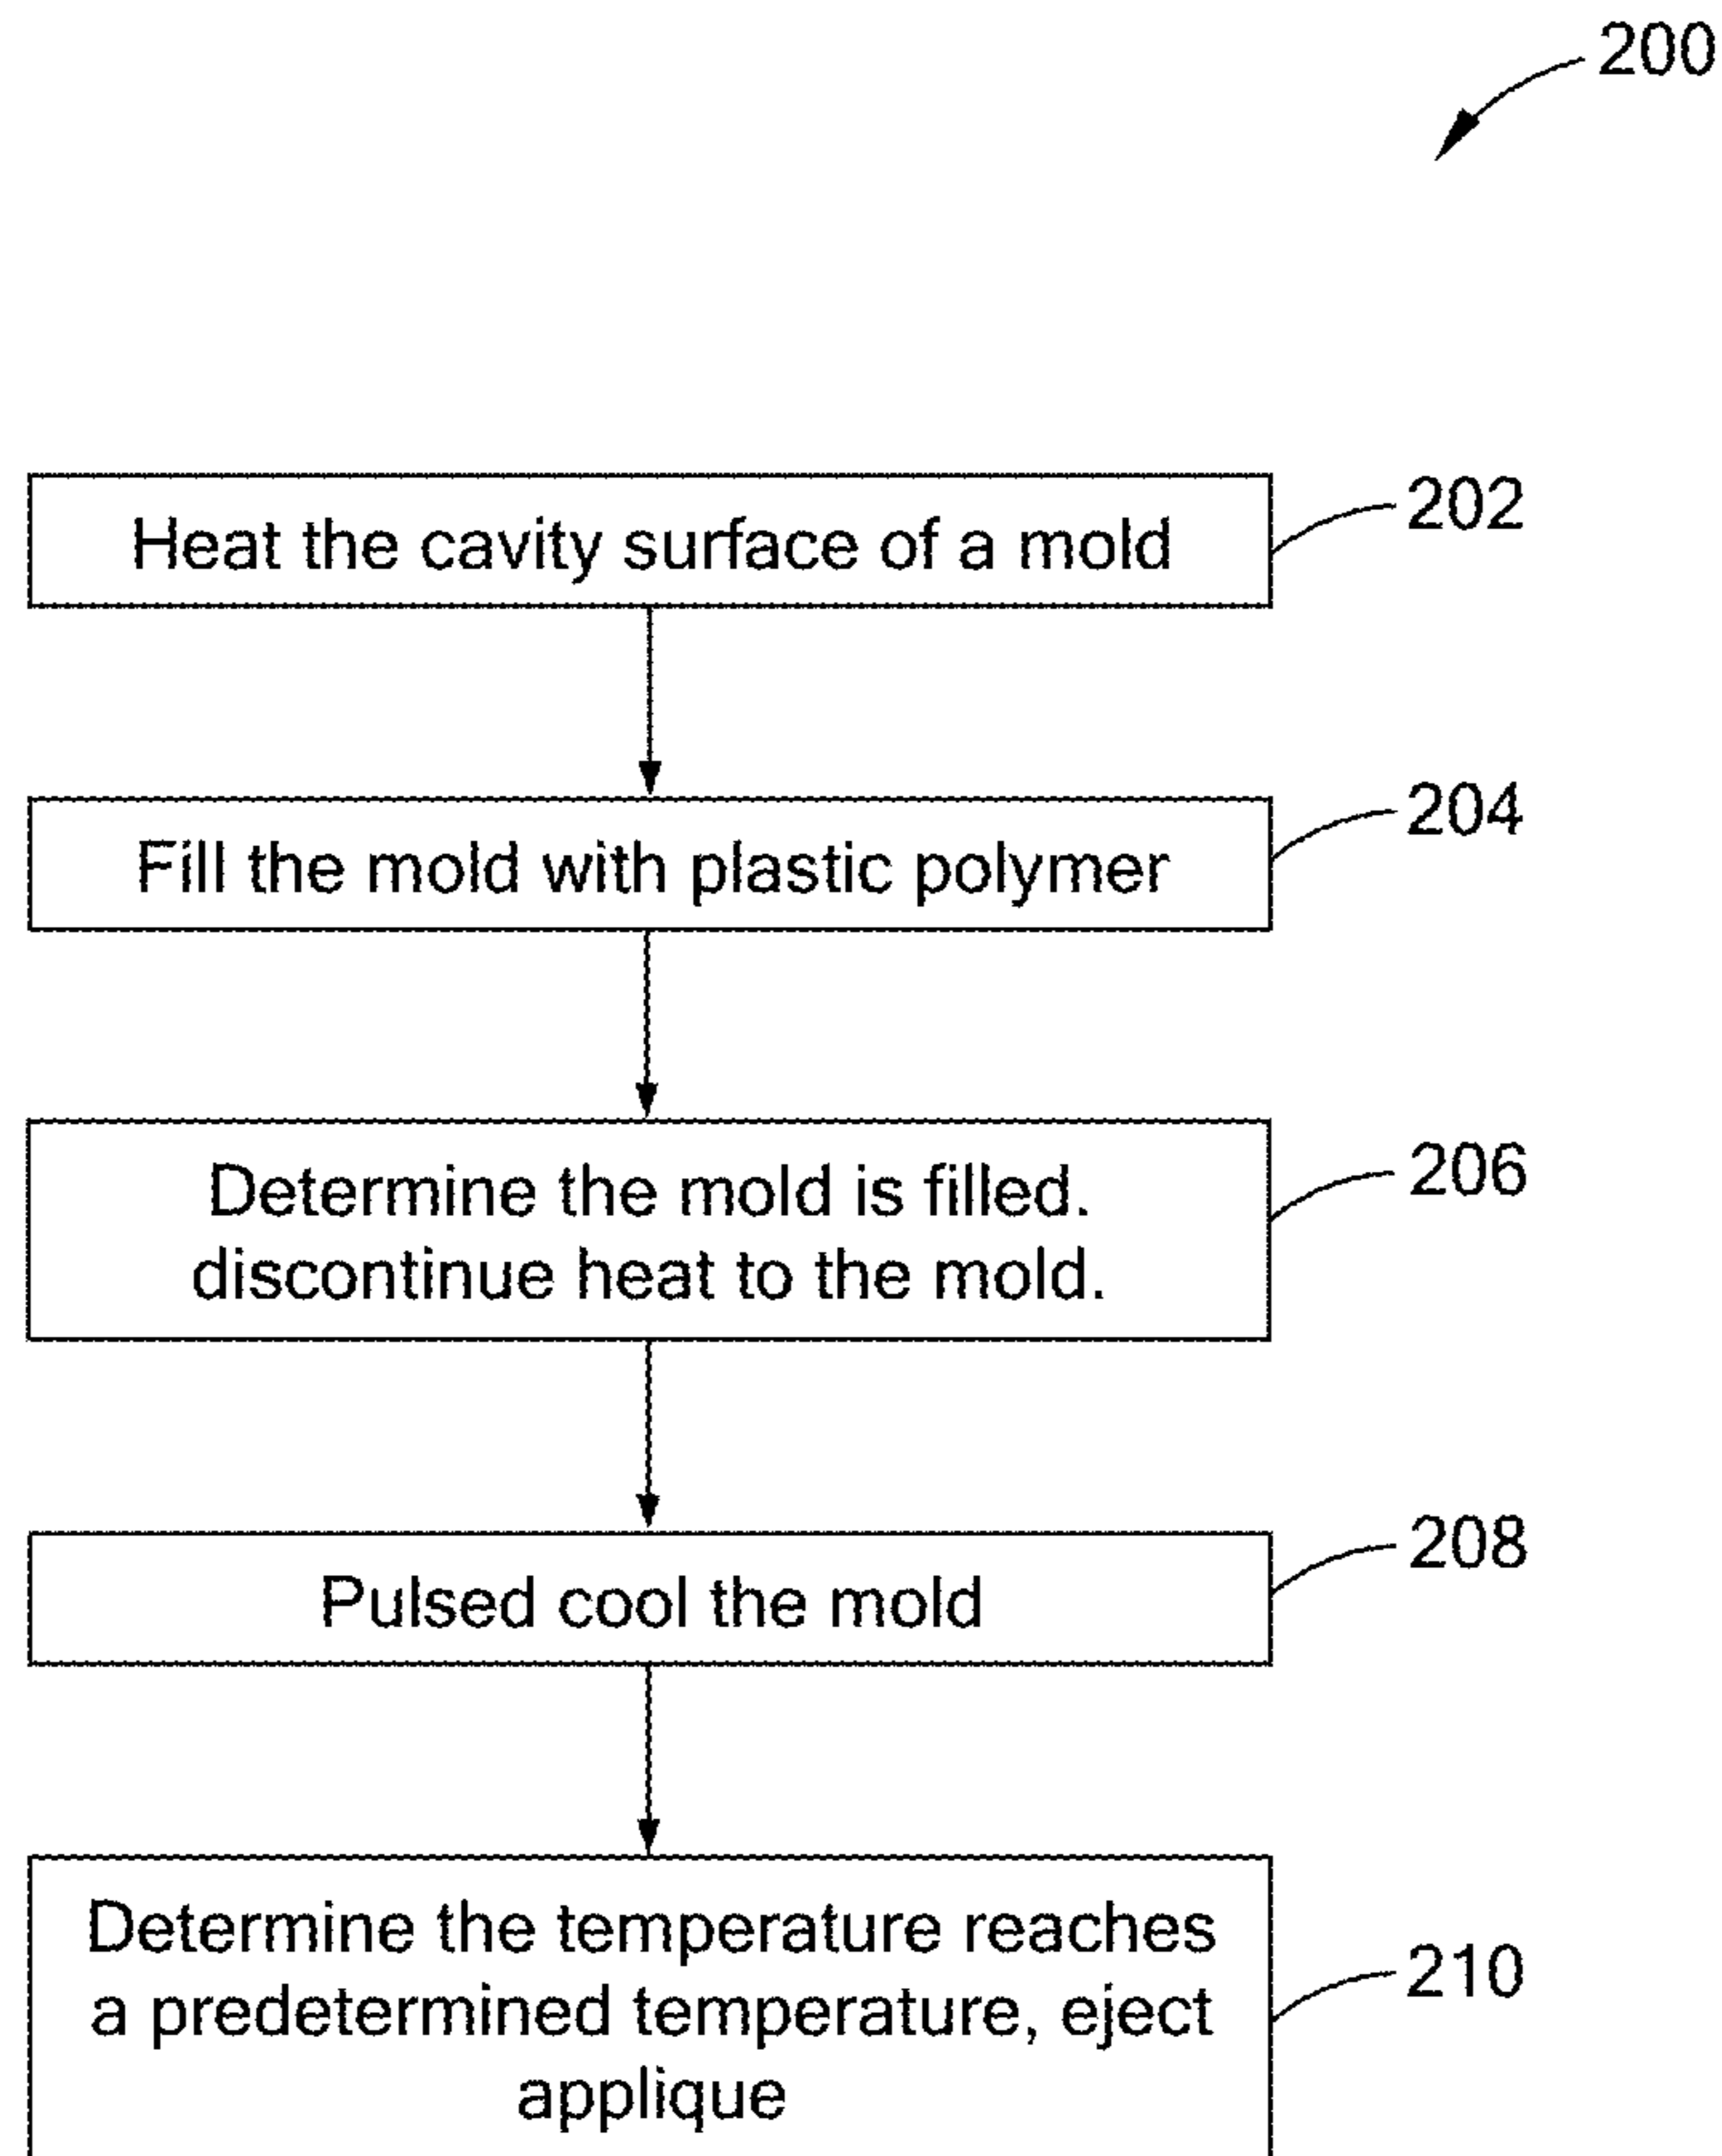 200
Heat the cavity surface of a mold
202
Fill the mold with plastic polymer
204
Determine the mold is filled.
discontinue heat to the mold.
206
Pulsed cool the mold
208
Determine the temperature reaches
a predetermined temperature, eject
applique
210